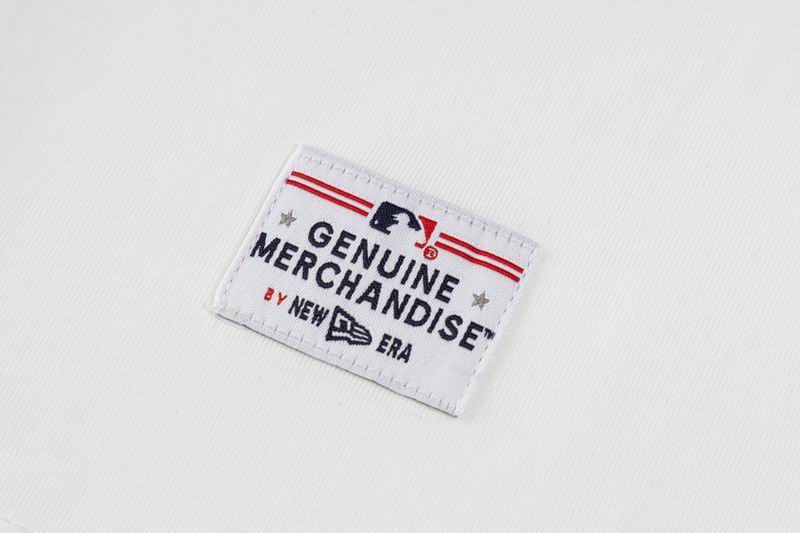 GENUINE
MERCHANDISE™
BY NEW ERA